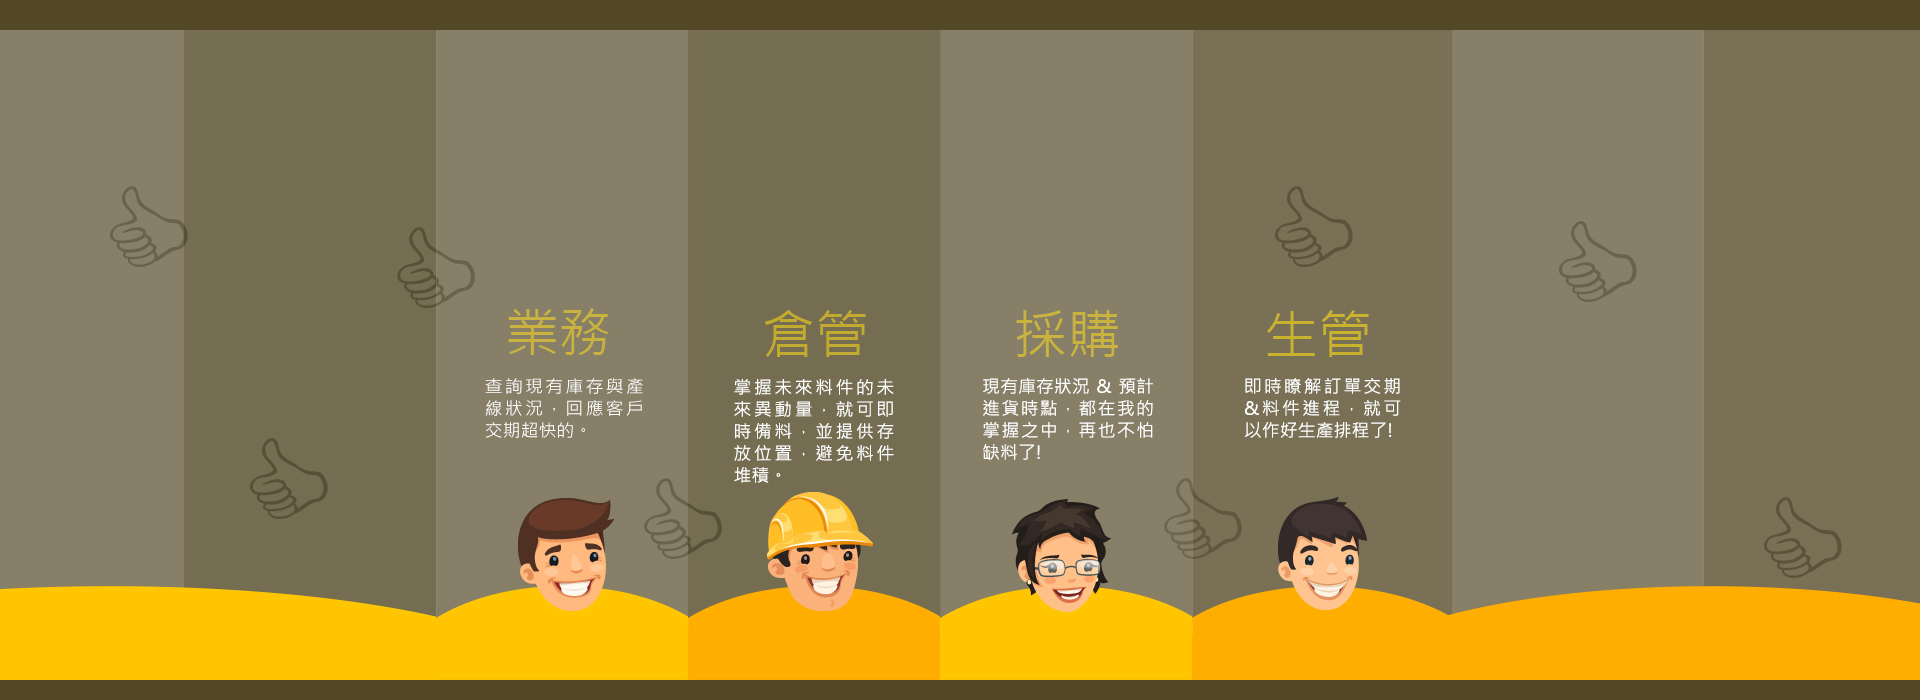 業務
查詢現有庫存與產
線狀況，回應客戶
交期超快的。
倉管
掌握未來料件的未
來異動量，就可即
時備料，並提供存
放位置，避免料件
堆積。
採購
現有庫存狀況 & 預計
進貨時點，都在我的
掌握之中，再也不怕
缺料了!
生管
即時瞭解訂單交期
&料件進程，就可
以作好生產排程了!